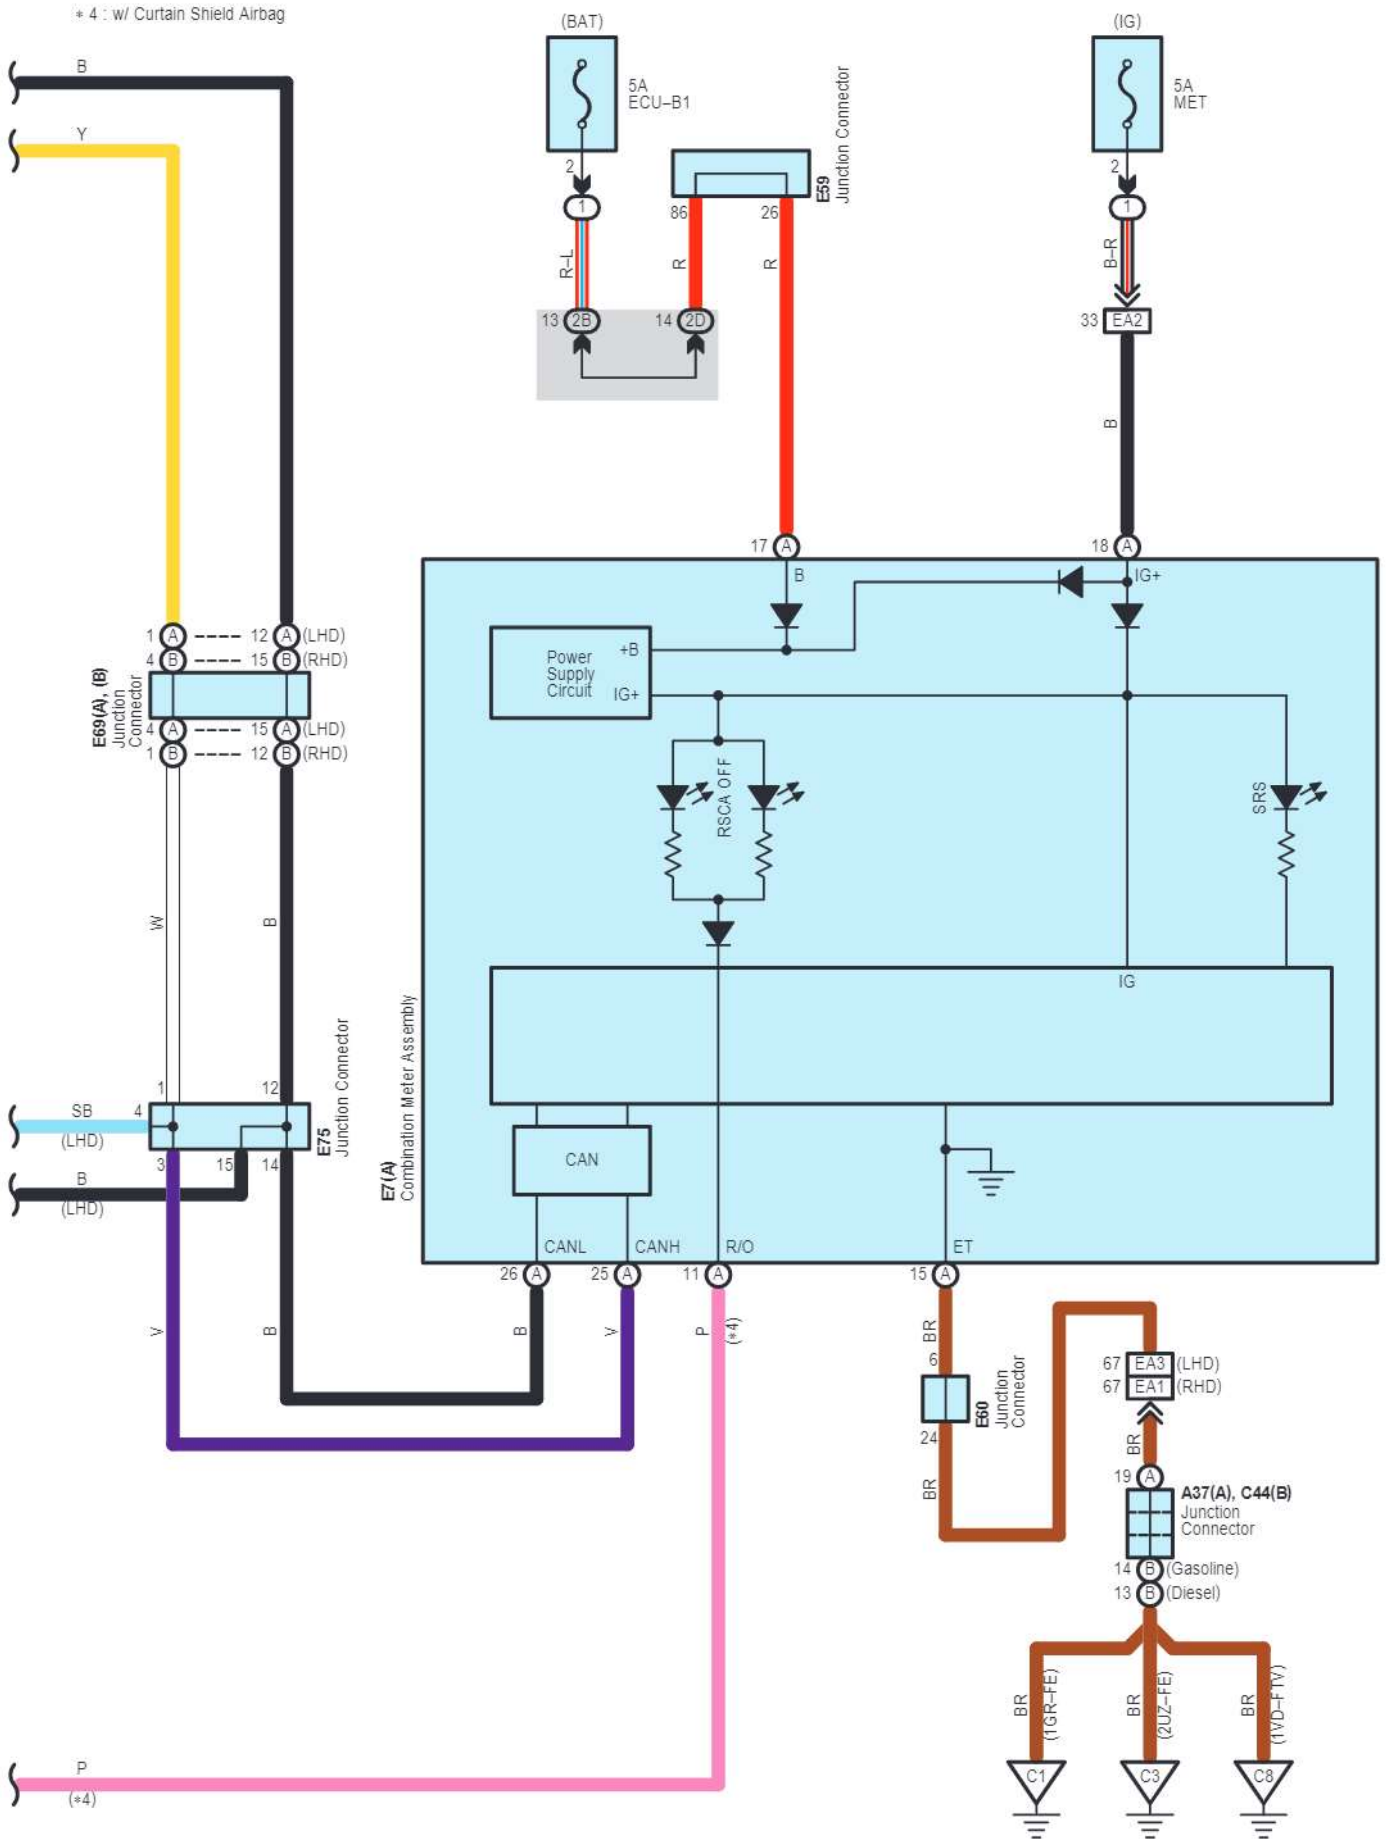 * 4 : w/ Curtain Shield Airbag
(BAT)
(IG)
B
Y
5A
ECU–B1
5A
MET
E59
Junction Connector
2
1
86
26
2
1
R–L
R
R
B–R
13
2B
14
2D
33
EA2
B
17
A
18
A
B
IG+
1
A
12
A
(LHD)
4
B
15
B
(RHD)
E69(A), (B)
Junction
Connector
4
A
15
A
(LHD)
1
B
12
B
(RHD)
Power
Supply
Circuit
+B
IG+
RSCA OFF
SRS
W
B
IG
E7(A)
Combination Meter Assembly
1
12
SB
4
(LHD)
E75
Junction Connector
3
15
14
B
(LHD)
CAN
CANL
CANH
R/O
ET
26
A
25
A
11
A
15
A
V
B
B
V
P
(*4)
BR
6
E60
Junction
Connector
24
BR
67
EA3
(LHD)
67
EA1
(RHD)
BR
19
A
A37(A), C44(B)
Junction
Connector
14
B
(Gasoline)
13
B
(Diesel)
BR
(1GR–FE)
BR
(2UZ–FE)
BR
(1VD–FTV)
P
(*4)
C1
C3
C8